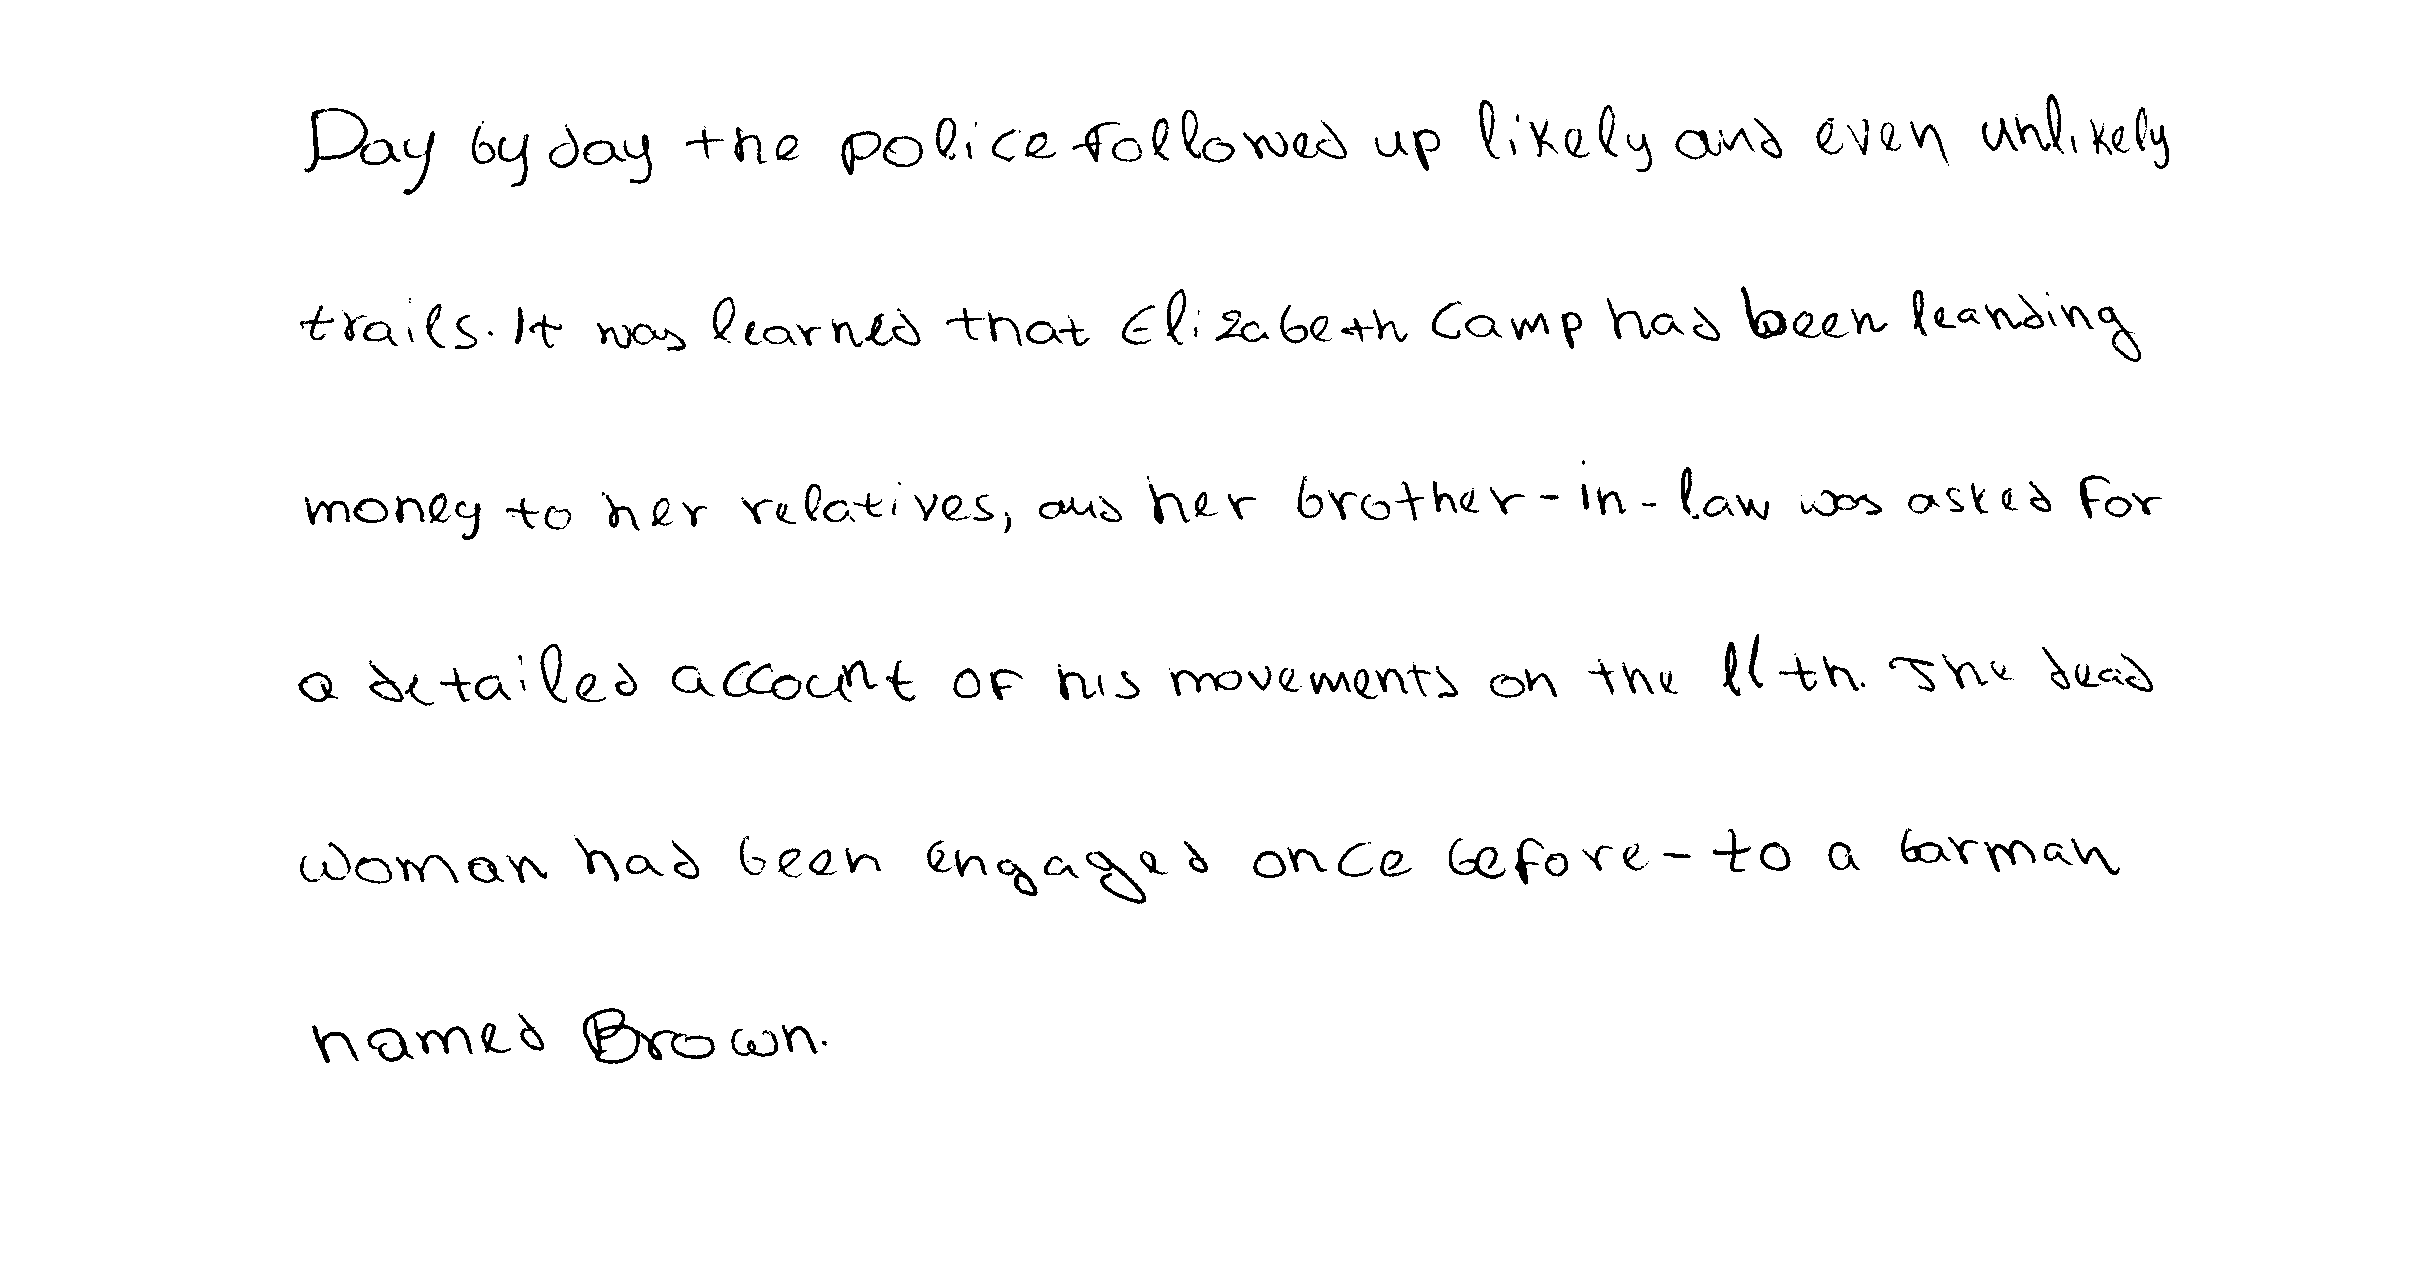 Day by day the police followed up likely and even unlikely
trails. It was learned that Elizabeth Camp had been leanding
money to her relatives, and her brother-in-law was asked for
a detailed account of his movements on the 11th. The dead
woman had been engaged once before - to a barman
named Brown.